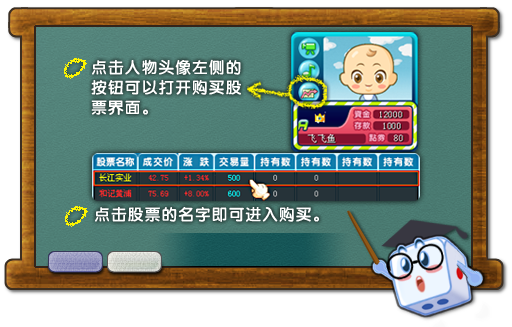 点击人物头像左侧的
按钮可以打开购买股
票界面。
資金 12000
存款 1000
飞飞鱼 點券 80
股票名称 成交价 涨 跌 交易量 持有数 持有数 持有数 持有数
长江实业 42.75 +1.34% 500 0 0
和记黄埔 75.69 +8.00% 600 0 0
点击股票的名字即可进入购买。